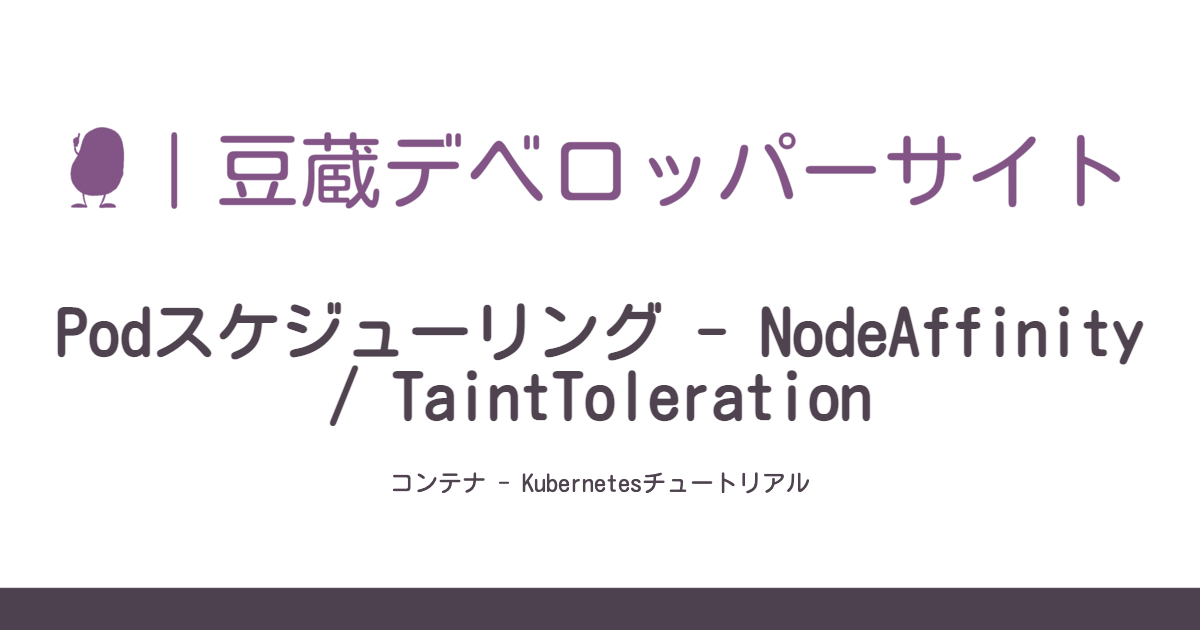 ｜豆蔵デベロッパーサイト
Podスケジューリング - NodeAffinity
/ TaintToleration
コンテナ - Kubernetesチュートリアル